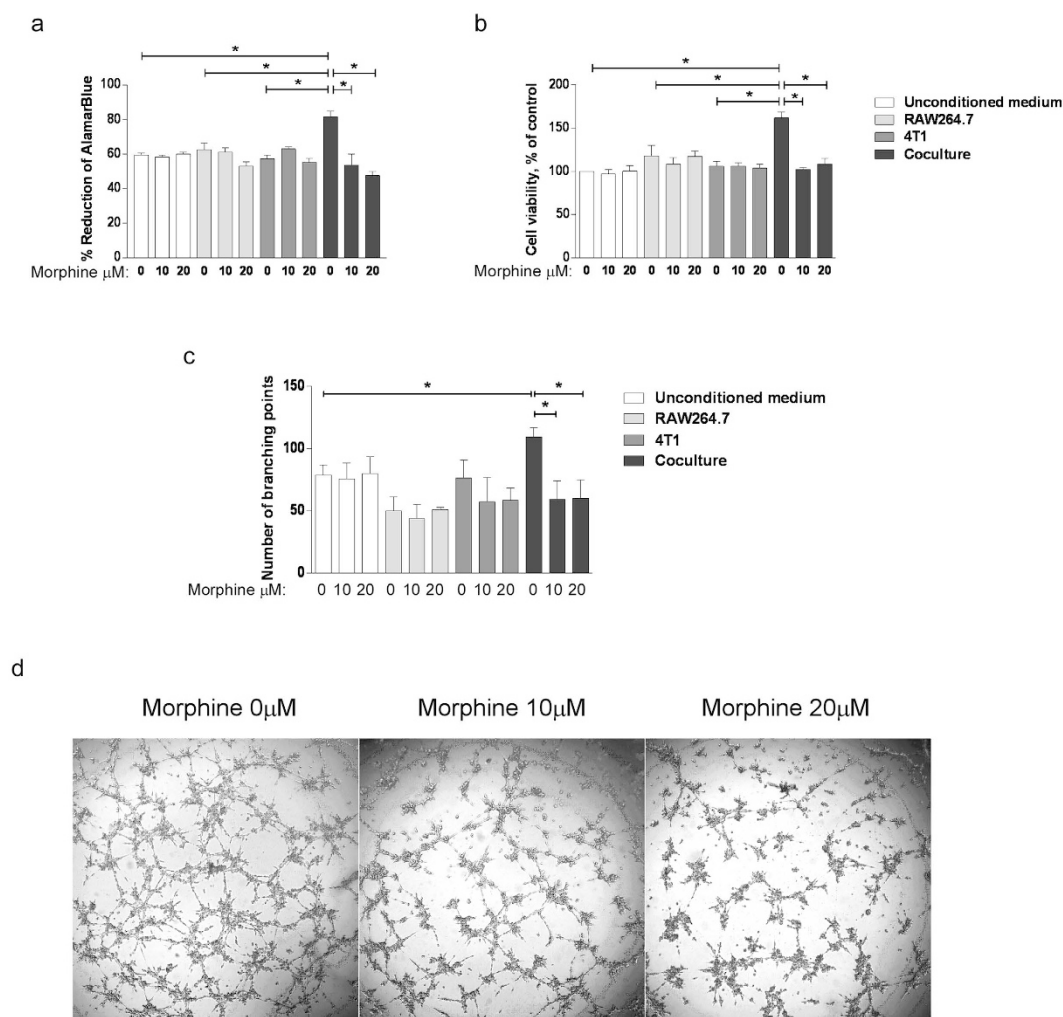 a
% Reduction of AlamarBlue
100
80
60
40
20
0
* * * * *
Morphine μM: 0 10 20 0 10 20 0 10 20 0 10 20
b
Cell viability, % of control
200
150
100
50
0
* * * * *
Morphine μM: 0 10 20 0 10 20 0 10 20 0 10 20
Unconditioned medium
RAW264.7
4T1
Coculture
c
Number of branching points
150
100
50
0
* * *
Morphine μM: 0 10 20 0 10 20 0 10 20 0 10 20
Unconditioned medium
RAW264.7
4T1
Coculture
d
Morphine 0μM Morphine 10μM Morphine 20μM